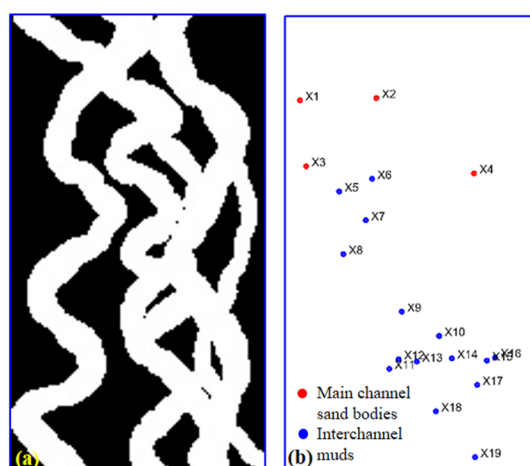 X1
X2
X3
X4
X6
X5
X7
X8
X9
X10
X12
X13
X14
X15
X16
X11
X17
Main channel
sand bodies
X18
Interchannel
muds
X19
(a)
(b)